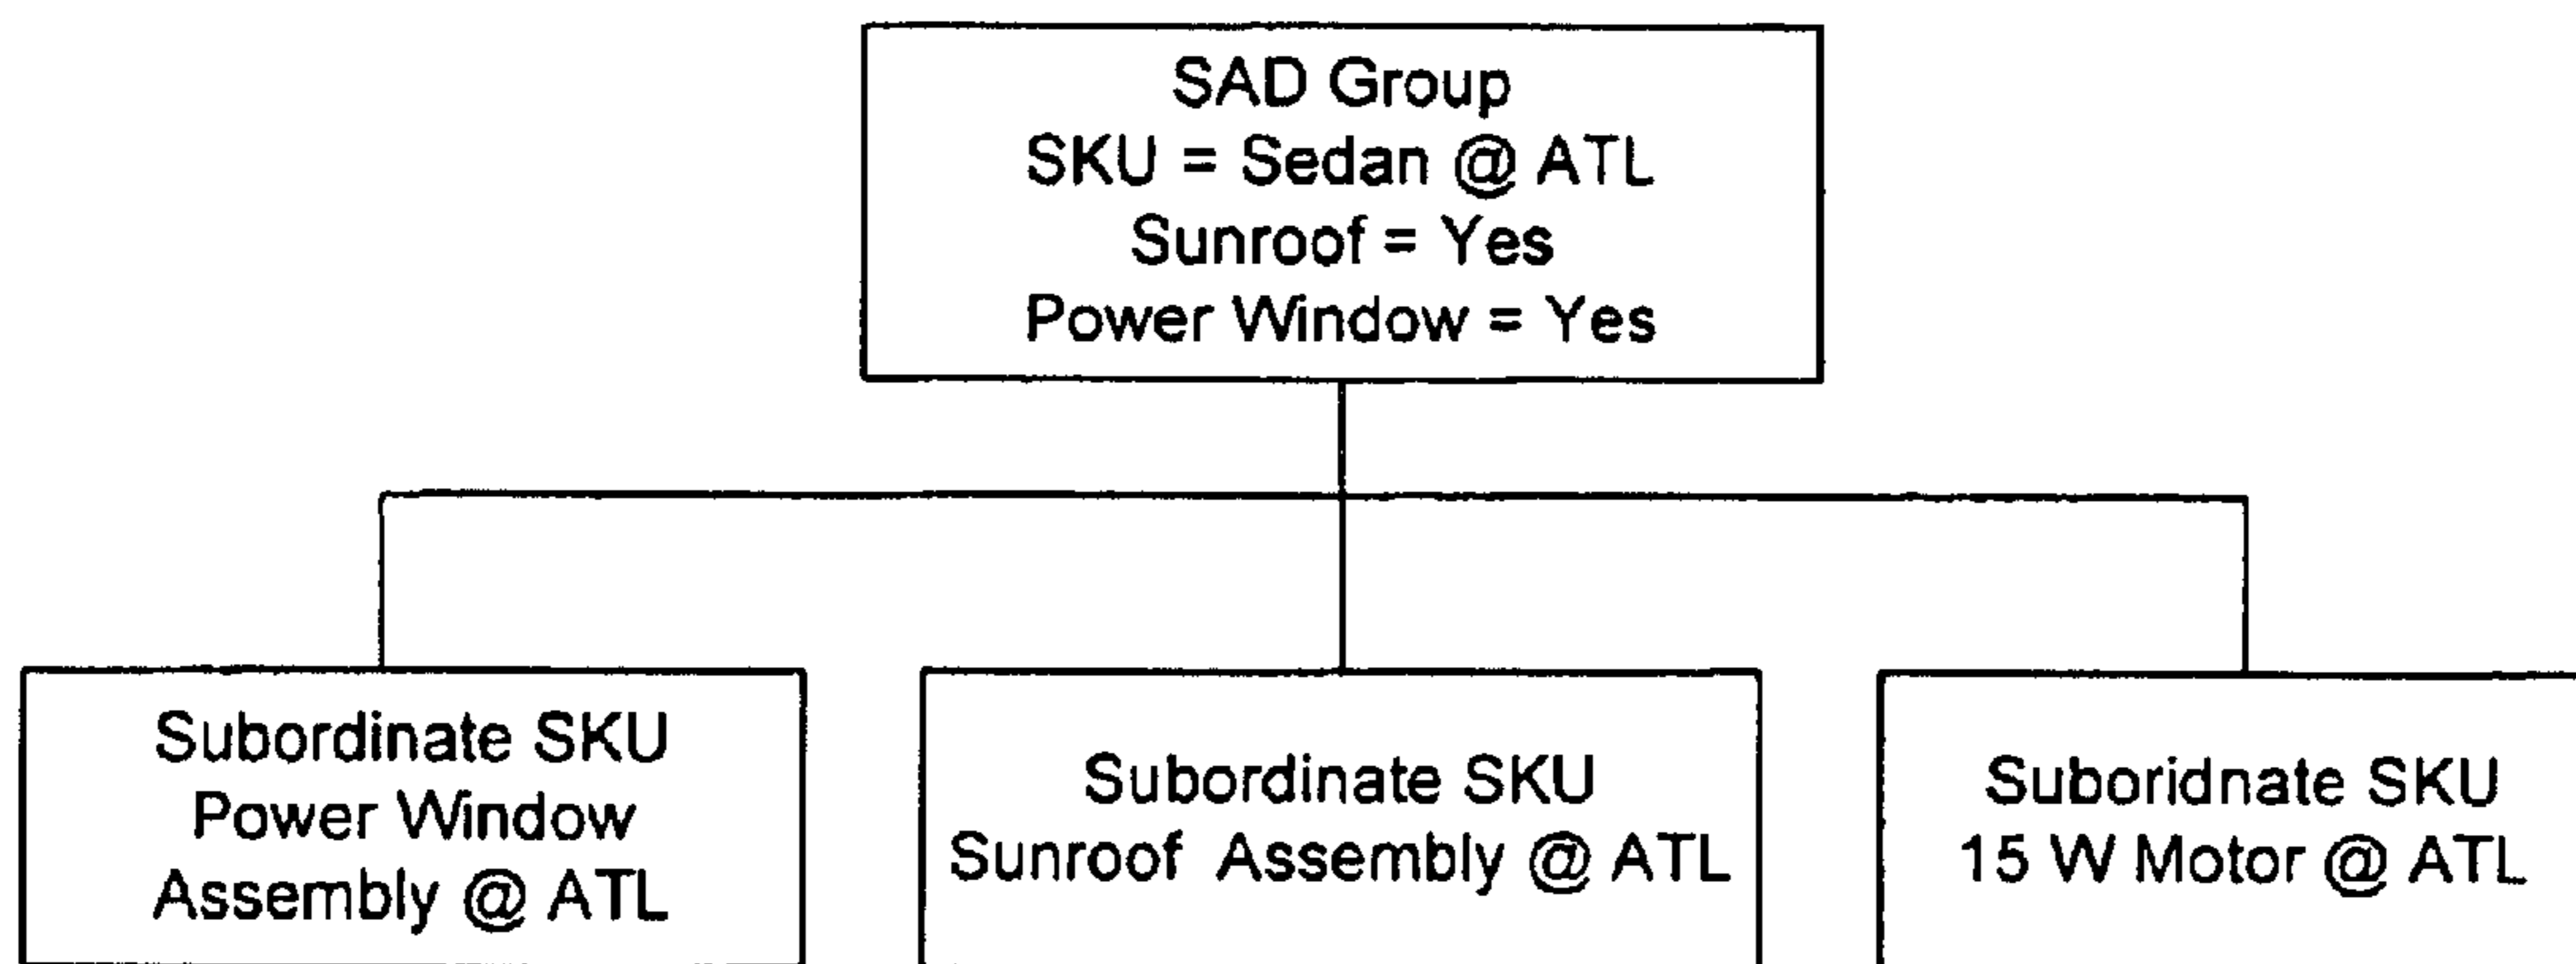 SAD Group
SKU = Sedan @ ATL
Sunroof = Yes
Power Window = Yes
Subordinate SKU
Power Window
Assembly @ ATL
Subordinate SKU
Sunroof Assembly @ ATL
Suboridnate SKU
15 W Motor @ ATL